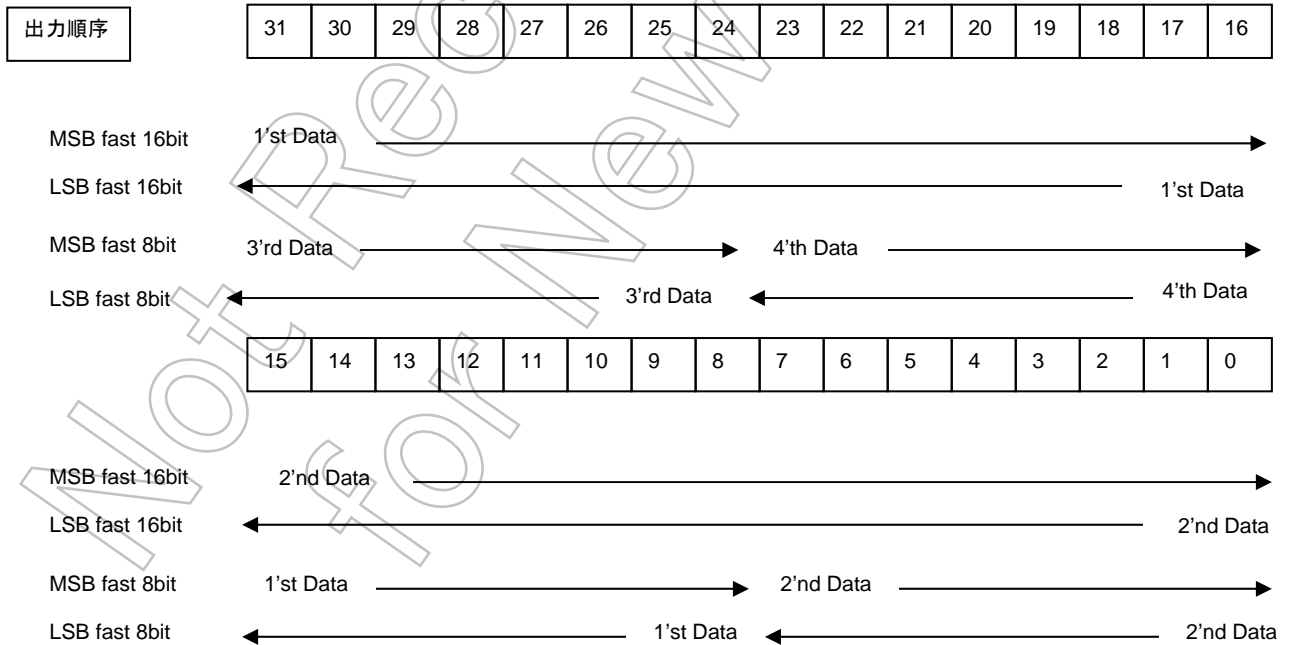 出力順序
31 30 29 28 27 26 25 24 23 22 21 20 19 18 17 16
MSB fast 16bit 1'st Data
LSB fast 16bit 1'st Data
MSB fast 8bit 3'rd Data 4'th Data
LSB fast 8bit 3'rd Data 4'th Data
15 14 13 12 11 10 9 8 7 6 5 4 3 2 1 0
MSB fast 16bit 2'nd Data
LSB fast 16bit 2'nd Data
MSB fast 8bit 1'st Data 2'nd Data
LSB fast 8bit 1'st Data 2'nd Data
Not Rec
for New